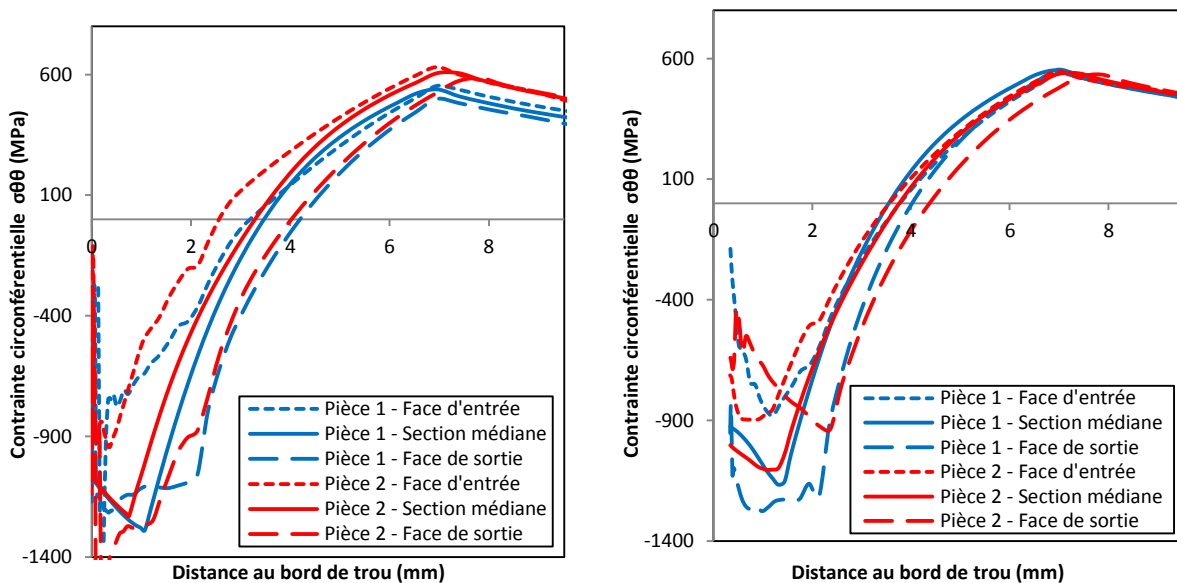 Contrainte circonférentielle σθθ (MPa)
600
100
-400
-900
-1400
0
2
4
6
8
Pièce 1 - Face d'entrée
Pièce 1 - Section médiane
Pièce 1 - Face de sortie
Pièce 2 - Face d'entrée
Pièce 2 - Section médiane
Pièce 2 - Face de sortie
Distance au bord de trou (mm)
Contrainte circonférentielle σθθ (MPa)
600
100
-400
-900
-1400
0
2
4
6
8
Pièce 1 - Face d'entrée
Pièce 1 - Section médiane
Pièce 1 - Face de sortie
Pièce 2 - Face d'entrée
Pièce 2 - Section médiane
Pièce 2 - Face de sortie
Distance au bord de trou (mm)